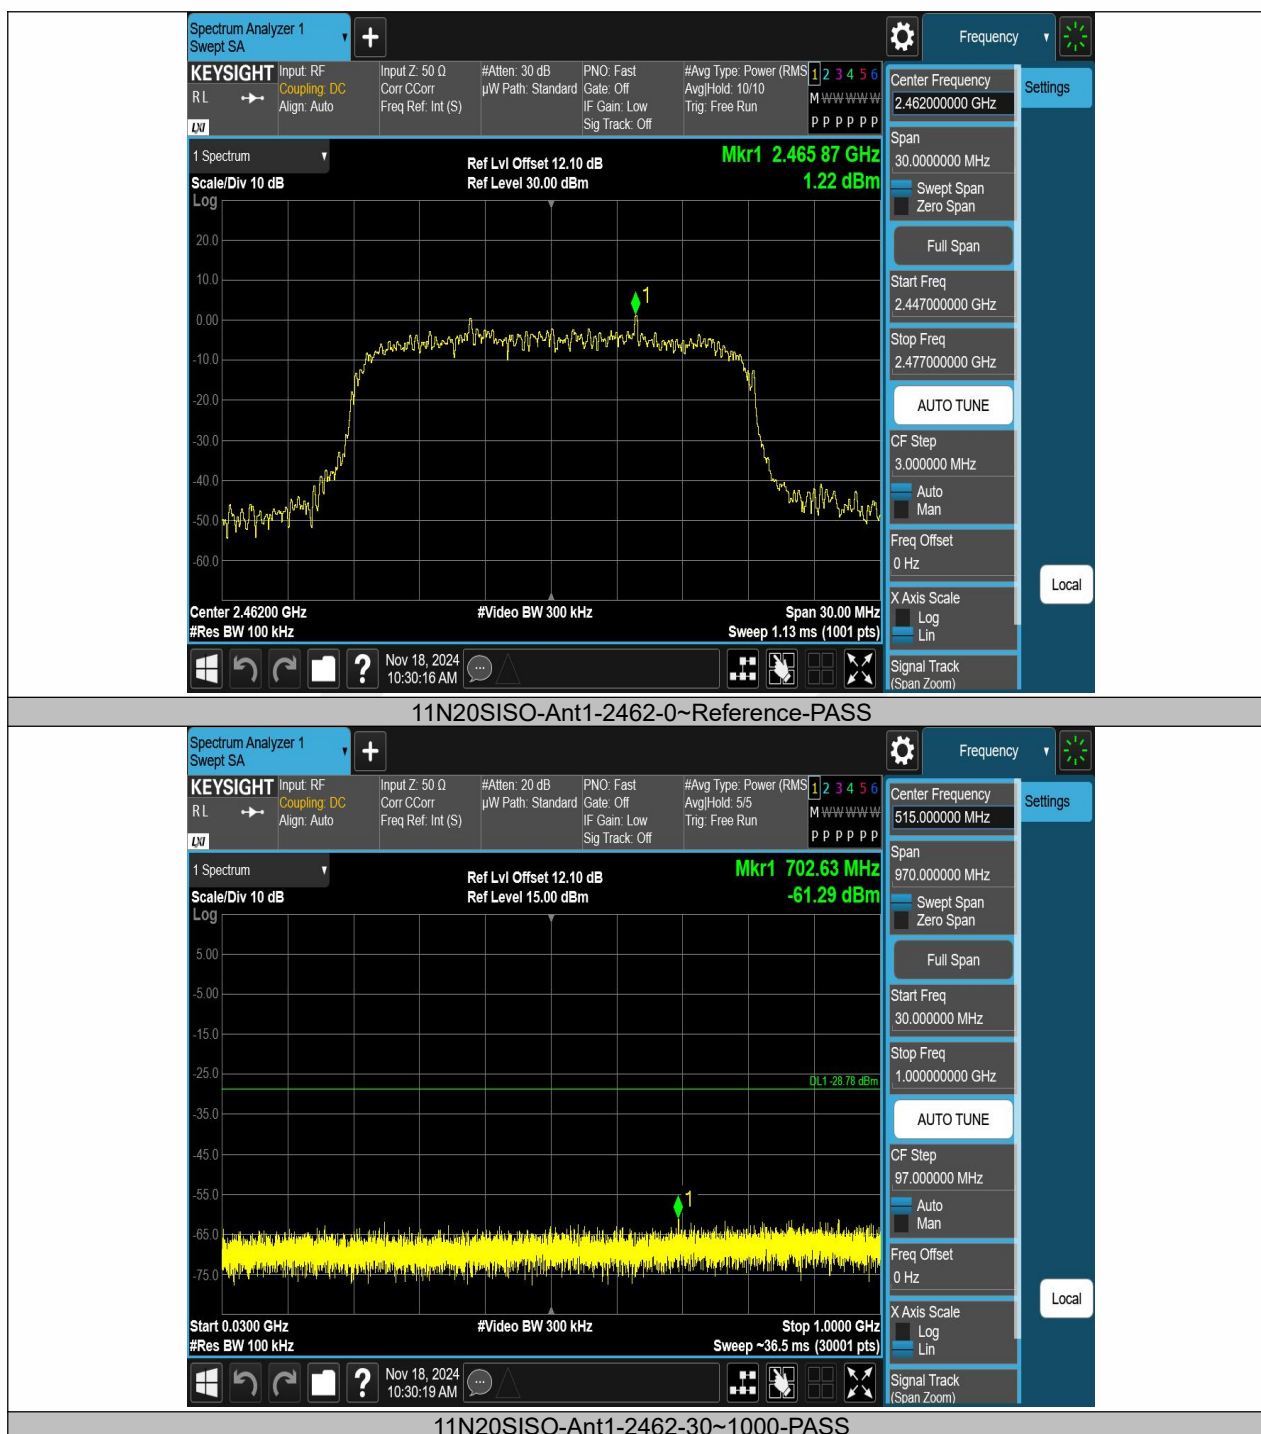 Spectrum Analyzer 1
Swept SA
+
Frequency
KEYSIGHT
RL
LXI
Input: RF
Coupling: DC
Align: Auto
Input Z: 50 Ω
Corr CCorr
Freq Ref: Int (S)
#Atten: 30 dB
µW Path: Standard
PNO: Fast
Gate: Off
IF Gain: Low
Sig Track: Off
#Avg Type: Power (RMS
Avg|Hold: 10/10
Trig: Free Run
1 2 3 4 5 6
M W W W W W
P P P P P P
Center Frequency
2.462000000 GHz
Settings
Span
30.0000000 MHz
Swept Span
Zero Span
Full Span
Start Freq
2.447000000 GHz
Stop Freq
2.477000000 GHz
AUTO TUNE
CF Step
3.000000 MHz
Auto
Man
Freq Offset
0 Hz
X Axis Scale
Log
Lin
Signal Track
(Span Zoom)
Local
1 Spectrum
Scale/Div 10 dB
Log
Ref Lvl Offset 12.10 dB
Ref Level 30.00 dBm
Mkr1 2.465 87 GHz
1.22 dBm
20.0
10.0
0.00
-10.0
-20.0
-30.0
-40.0
-50.0
-60.0
1
Center 2.46200 GHz
#Res BW 100 kHz
#Video BW 300 kHz
Span 30.00 MHz
Sweep 1.13 ms (1001 pts)
?
Nov 18, 2024
10:30:16 AM
11N20SISO-Ant1-2462-0~Reference-PASS
Spectrum Analyzer 1
Swept SA
+
Frequency
KEYSIGHT
RL
LXI
Input: RF
Coupling: DC
Align: Auto
Input Z: 50 Ω
Corr CCorr
Freq Ref: Int (S)
#Atten: 20 dB
µW Path: Standard
PNO: Fast
Gate: Off
IF Gain: Low
Sig Track: Off
#Avg Type: Power (RMS
Avg|Hold: 5/5
Trig: Free Run
1 2 3 4 5 6
M W W W W W
P P P P P P
Center Frequency
515.000000 MHz
Settings
Span
970.000000 MHz
Swept Span
Zero Span
Full Span
Start Freq
30.000000 MHz
Stop Freq
1.000000000 GHz
AUTO TUNE
CF Step
97.000000 MHz
Auto
Man
Freq Offset
0 Hz
X Axis Scale
Log
Lin
Signal Track
(Span Zoom)
Local
1 Spectrum
Scale/Div 10 dB
Log
Ref Lvl Offset 12.10 dB
Ref Level 15.00 dBm
Mkr1 702.63 MHz
-61.29 dBm
5.00
-5.00
-15.0
-25.0
-35.0
-45.0
-55.0
-65.0
-75.0
DL1 -28.78 dBm
1
Start 0.0300 GHz
#Res BW 100 kHz
#Video BW 300 kHz
Stop 1.0000 GHz
Sweep ~36.5 ms (30001 pts)
?
Nov 18, 2024
10:30:19 AM
11N20SISO-Ant1-2462-30~1000-PASS